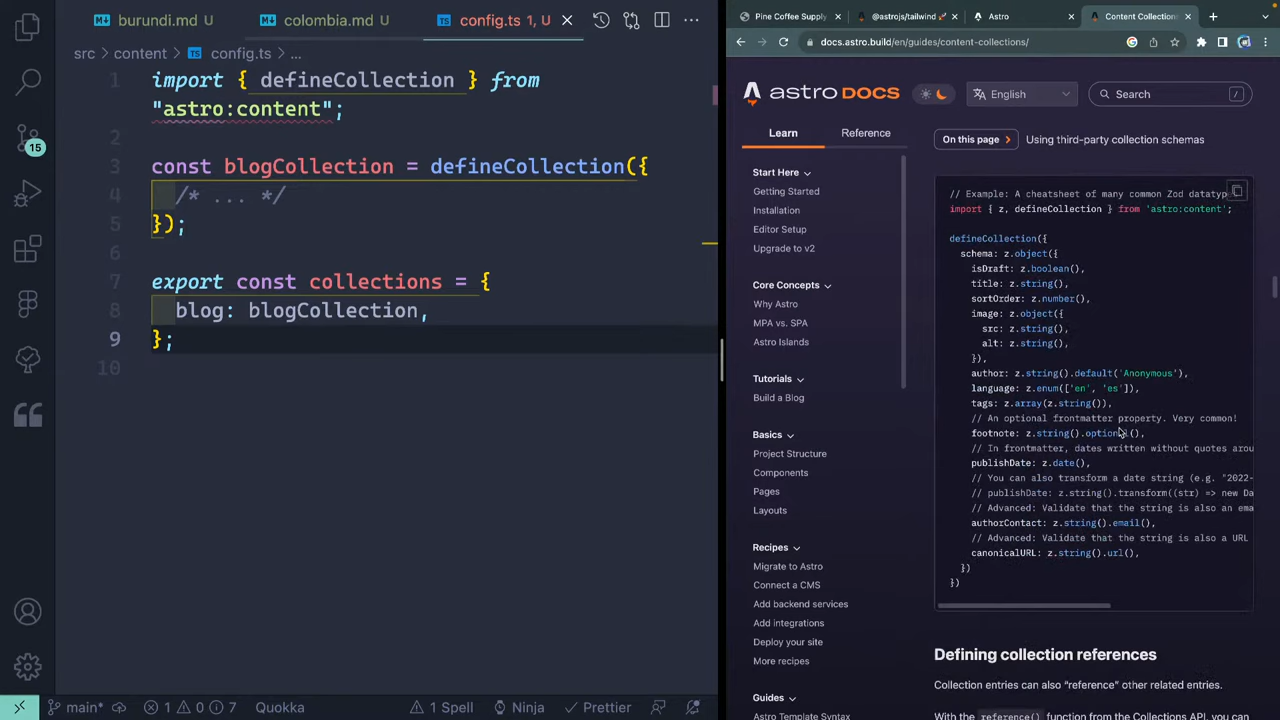 burundi.md U
colombia.md U
config.ts 1, U
src > content > config.ts > ...
1 import { defineCollection } from
"astro:content";
2
3 const blogCollection = defineCollection({
4 /* ... */
5 });
6
7 export const collections = {
8 blog: blogCollection,
9 };
10
15
main*
1 0 7
Quokka
1 Spell
Ninja
Prettier
Pine Coffee Supply
@astrojs/tailwind
Astro
Content Collection
docs.astro.build/en/guides/content-collections/
astro DOCS
English
Search
/
Learn
Reference
Start Here
Getting Started
Installation
Editor Setup
Upgrade to v2
Core Concepts
Why Astro
MPA vs. SPA
Astro Islands
Tutorials
Build a Blog
Basics
Project Structure
Components
Pages
Layouts
Recipes
Migrate to Astro
Connect a CMS
Add backend services
Add integrations
Deploy your site
More recipes
Guides
Astro Template Syntax
On this page > Using third-party collection schemas
// Example: A cheatsheet of many common Zod datatyp
import { z, defineCollection } from 'astro:content';
defineCollection({
schema: z.object({
isDraft: z.boolean(),
title: z.string(),
sortOrder: z.number(),
image: z.object({
src: z.string(),
alt: z.string(),
}),
author: z.string().default('Anonymous'),
language: z.enum(['en', 'es']),
tags: z.array(z.string()),
// An optional frontmatter property. Very common!
footnote: z.string().optional(),
// In frontmatter, dates written without quotes arou
publishDate: z.date(),
// You can also transform a date string (e.g. "2022-
// publishDate: z.string().transform((str) => new Da
// Advanced: Validate that the string is also an ema
authorContact: z.string().email(),
// Advanced: Validate that the string is also a URL
canonicalURL: z.string().url(),
})
})
Defining collection references
Collection entries can also “reference” other related entries.
With the reference() function from the Collections API, you can